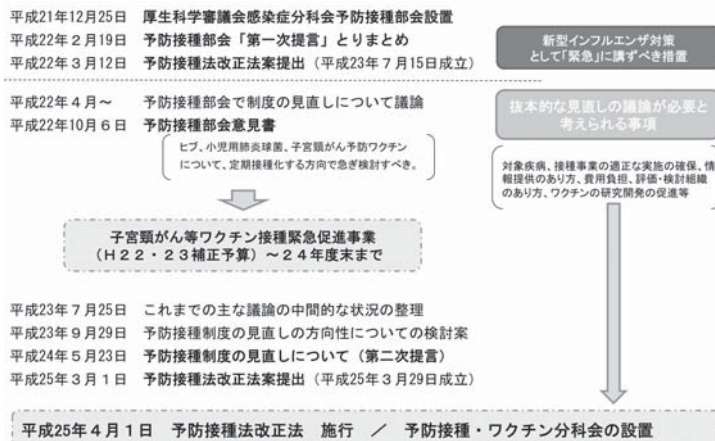 平成21年12月25日 厚生科学審議会感染症分科会予防接種部会設置
平成22年2月19日 予防接種部会「第一次提言」とりまとめ
平成22年3月12日 予防接種法改正法案提出（平成23年7月15日成立）
新型インフルエンザ対策
として「緊急」に講ずべき措置
平成22年4月～ 予防接種部会で制度の見直しについて議論
平成22年10月6日 予防接種部会意見書
ヒブ、小児用肺炎球菌、子宮頸がん予防ワクチン
について、定期接種化する方向で急ぎ検討すべき。
抜本的な見直しの議論が必要と
考えられる事項
対象疾病、接種事業の適正な実施の確保、情
報提供のあり方、費用負担、評価・検討組織
のあり方、ワクチンの研究開発の促進等
子宮頸がん等ワクチン接種緊急促進事業
（Ｈ２２・２３補正予算）～２４年度末まで
平成23年7月25日 これまでの主な議論の中間的な状況の整理
平成23年9月29日 予防接種制度の見直しの方向性についての検討案
平成24年5月23日 予防接種制度の見直しについて（第二次提言）
平成25年3月1日 予防接種法改正法案提出（平成25年3月29日成立）
平成25年4月1日 予防接種法改正法 施行 ／ 予防接種・ワクチン分科会の設置